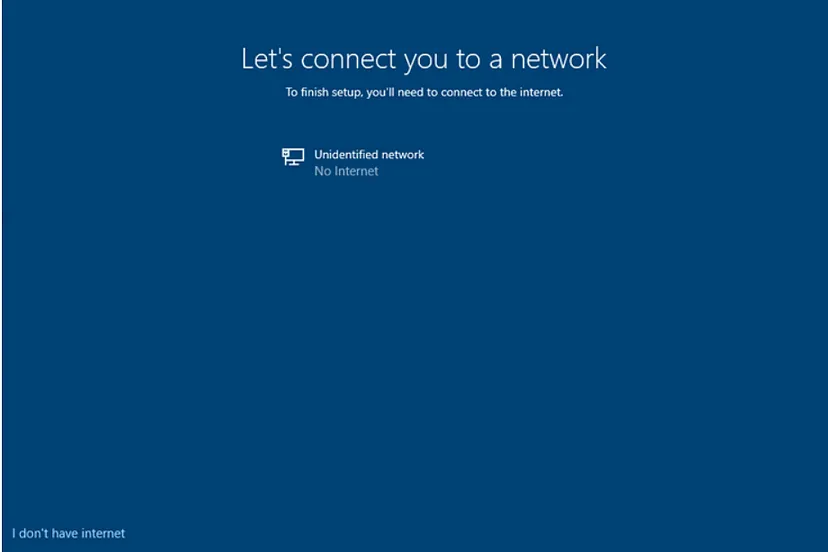 Let's connect you to a network
To finish setup, you'll need to connect to the internet.
Unidentified network
No Internet
I don't have internet